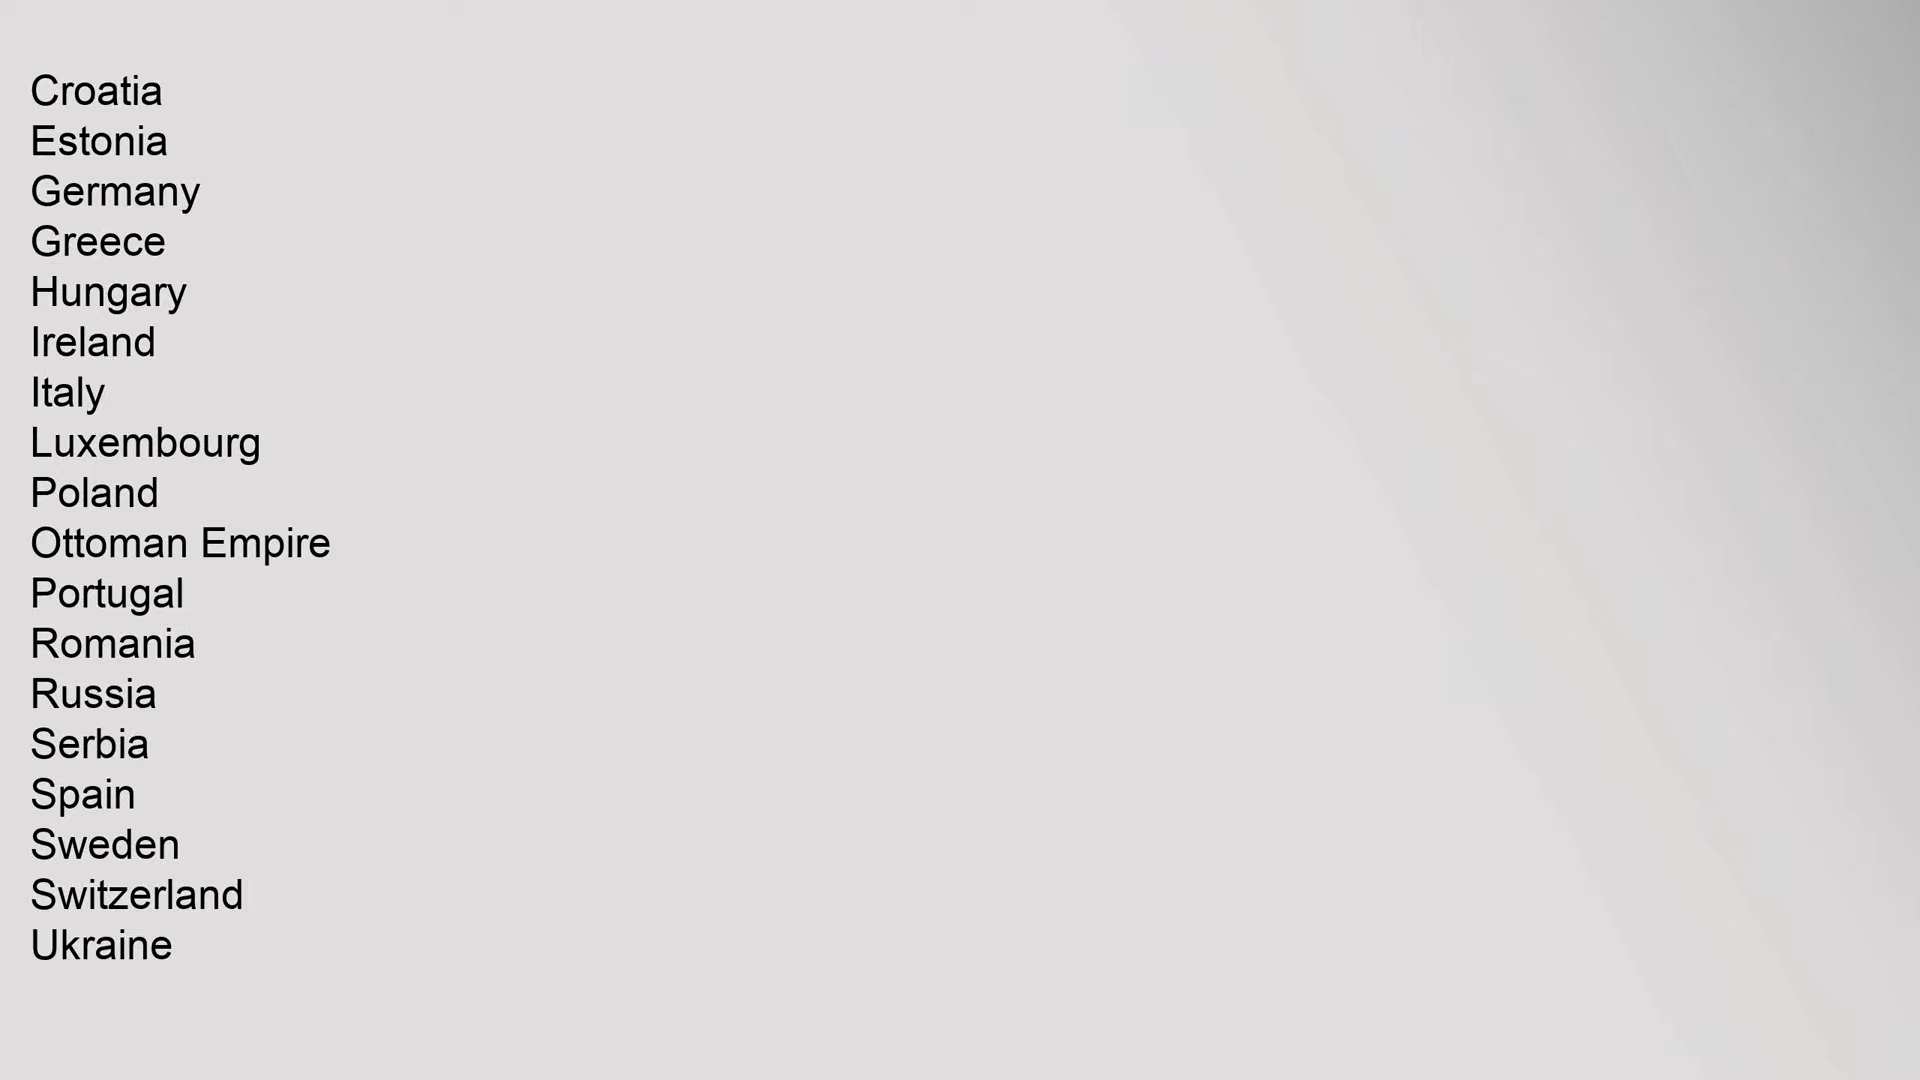 Croatia
Estonia
Germany
Greece
Hungary
Ireland
Italy
Luxembourg
Poland
Ottoman Empire
Portugal
Romania
Russia
Serbia
Spain
Sweden
Switzerland
Ukraine